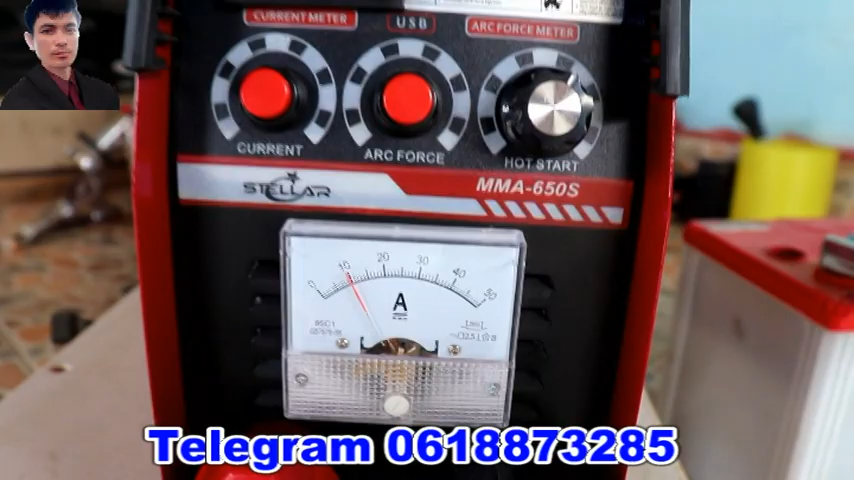 CURRENT METER
USB
ARC FORCE METER
CURRENT
ARC FORCE
HOT START
STELLAR
MMA-650S
0 10 20 30 40 50
A
Telegram 0618873285